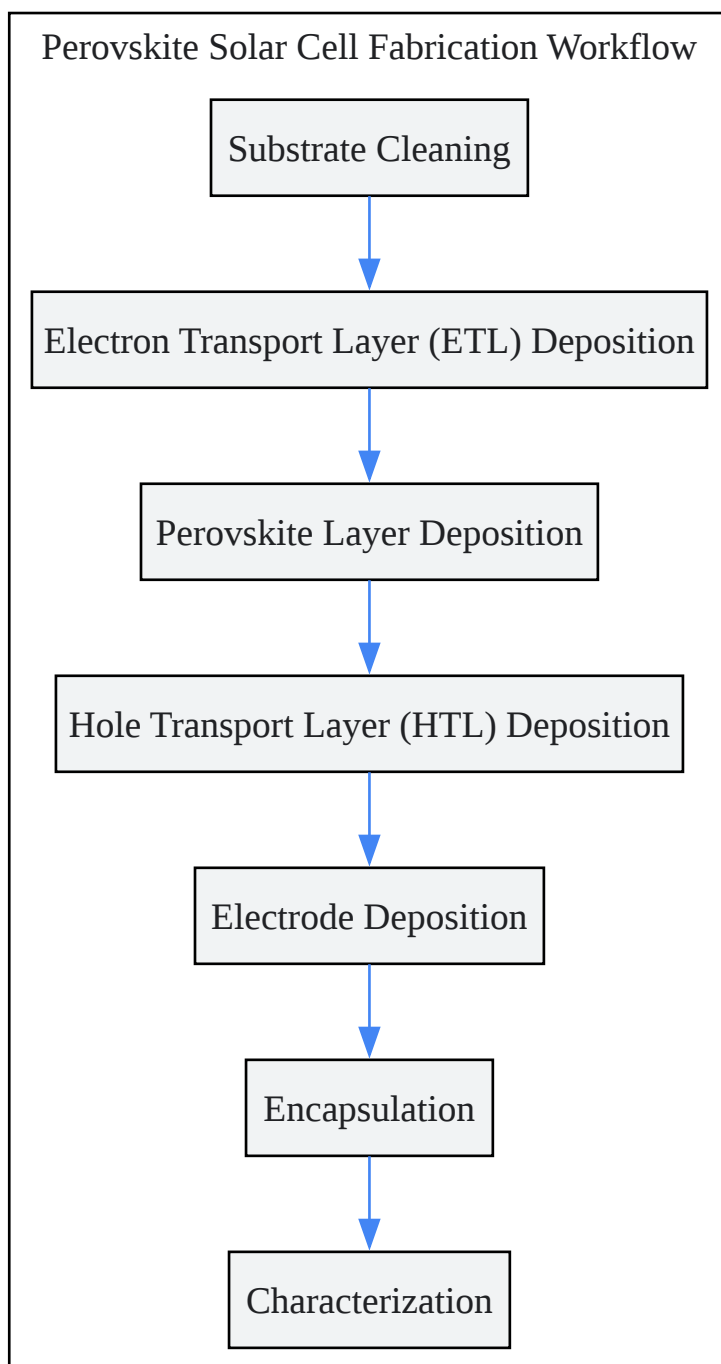 Perovskite Solar Cell Fabrication Workflow
Substrate Cleaning
Electron Transport Layer (ETL) Deposition
Perovskite Layer Deposition
Hole Transport Layer (HTL) Deposition
Electrode Deposition
Encapsulation
Characterization